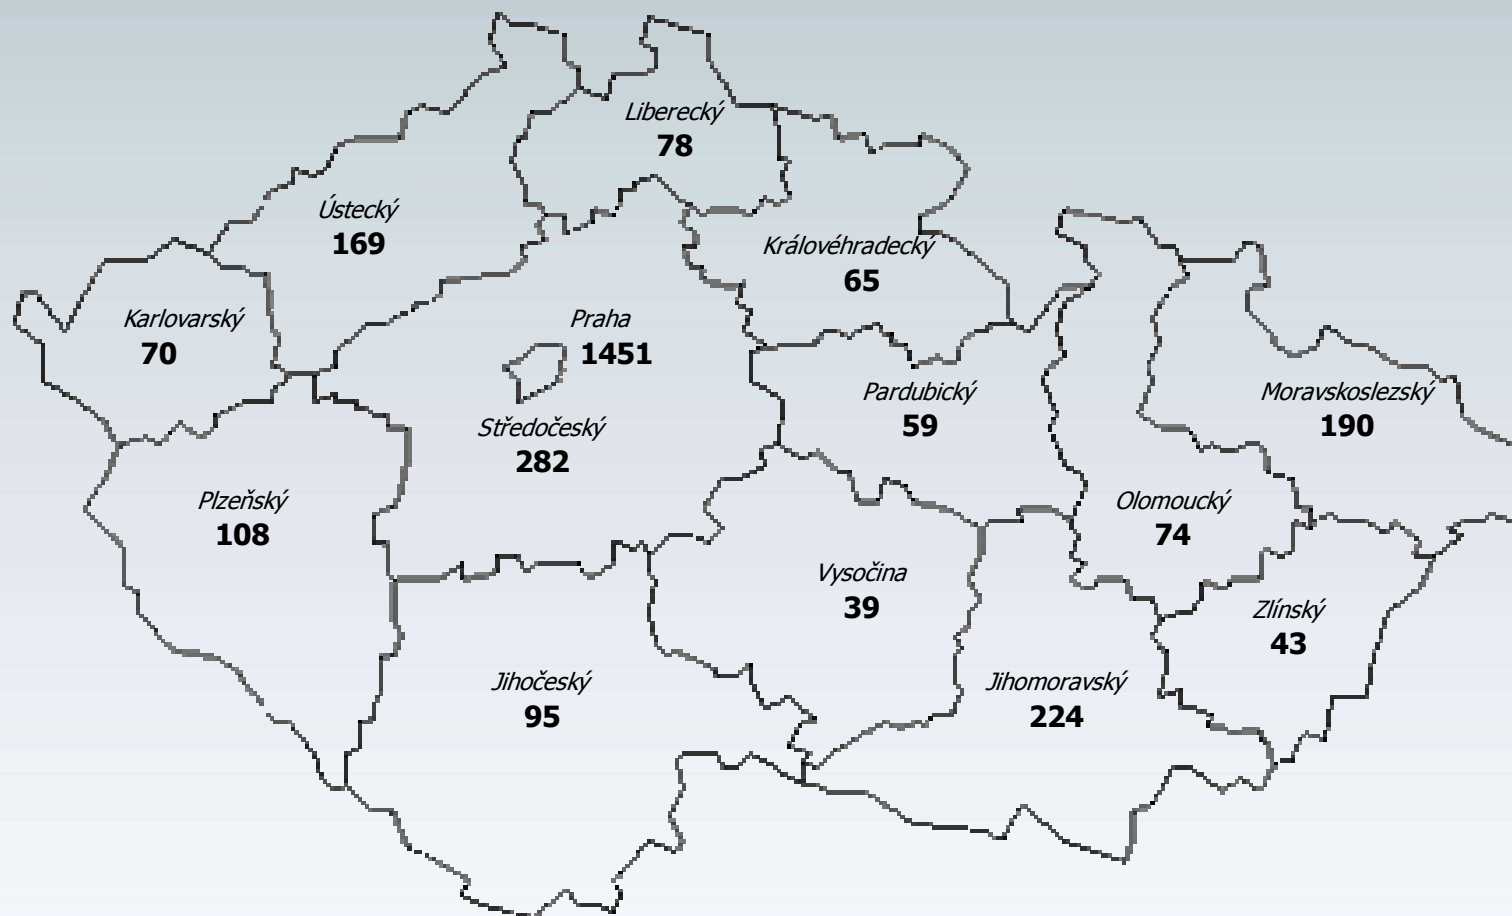 Liberecký
78
Ústecký
169
Královéhradecký
65
Karlovarský
70
Praha
1451
Pardubický
59
Moravskoslezský
190
Středočeský
282
Plzeňský
108
Olomoucký
74
Vysočina
39
Zlínský
43
Jihočeský
95
Jihomoravský
224